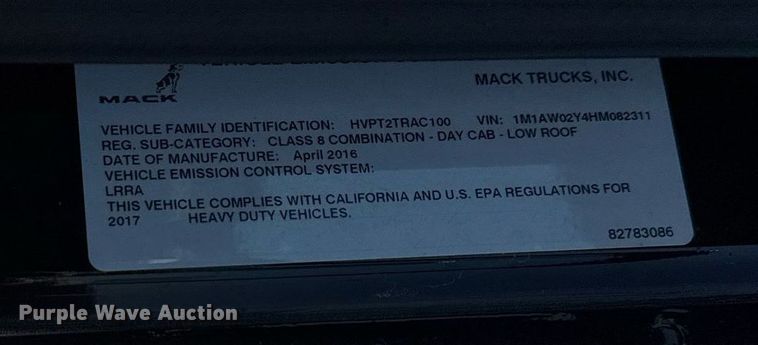 MACK TRUCKS, INC.
MACK
VEHICLE FAMILY IDENTIFICATION: HVPT2TRAC100 VIN: 1M1AW02Y4HM082311
REG. SUB-CATEGORY: CLASS 8 COMBINATION - DAY CAB - LOW ROOF
DATE OF MANUFACTURE: April 2016
VEHICLE EMISSION CONTROL SYSTEM:
LRRA
THIS VEHICLE COMPLIES WITH CALIFORNIA AND U.S. EPA REGULATIONS FOR
2017 HEAVY DUTY VEHICLES.
82783086
Purple Wave Auction